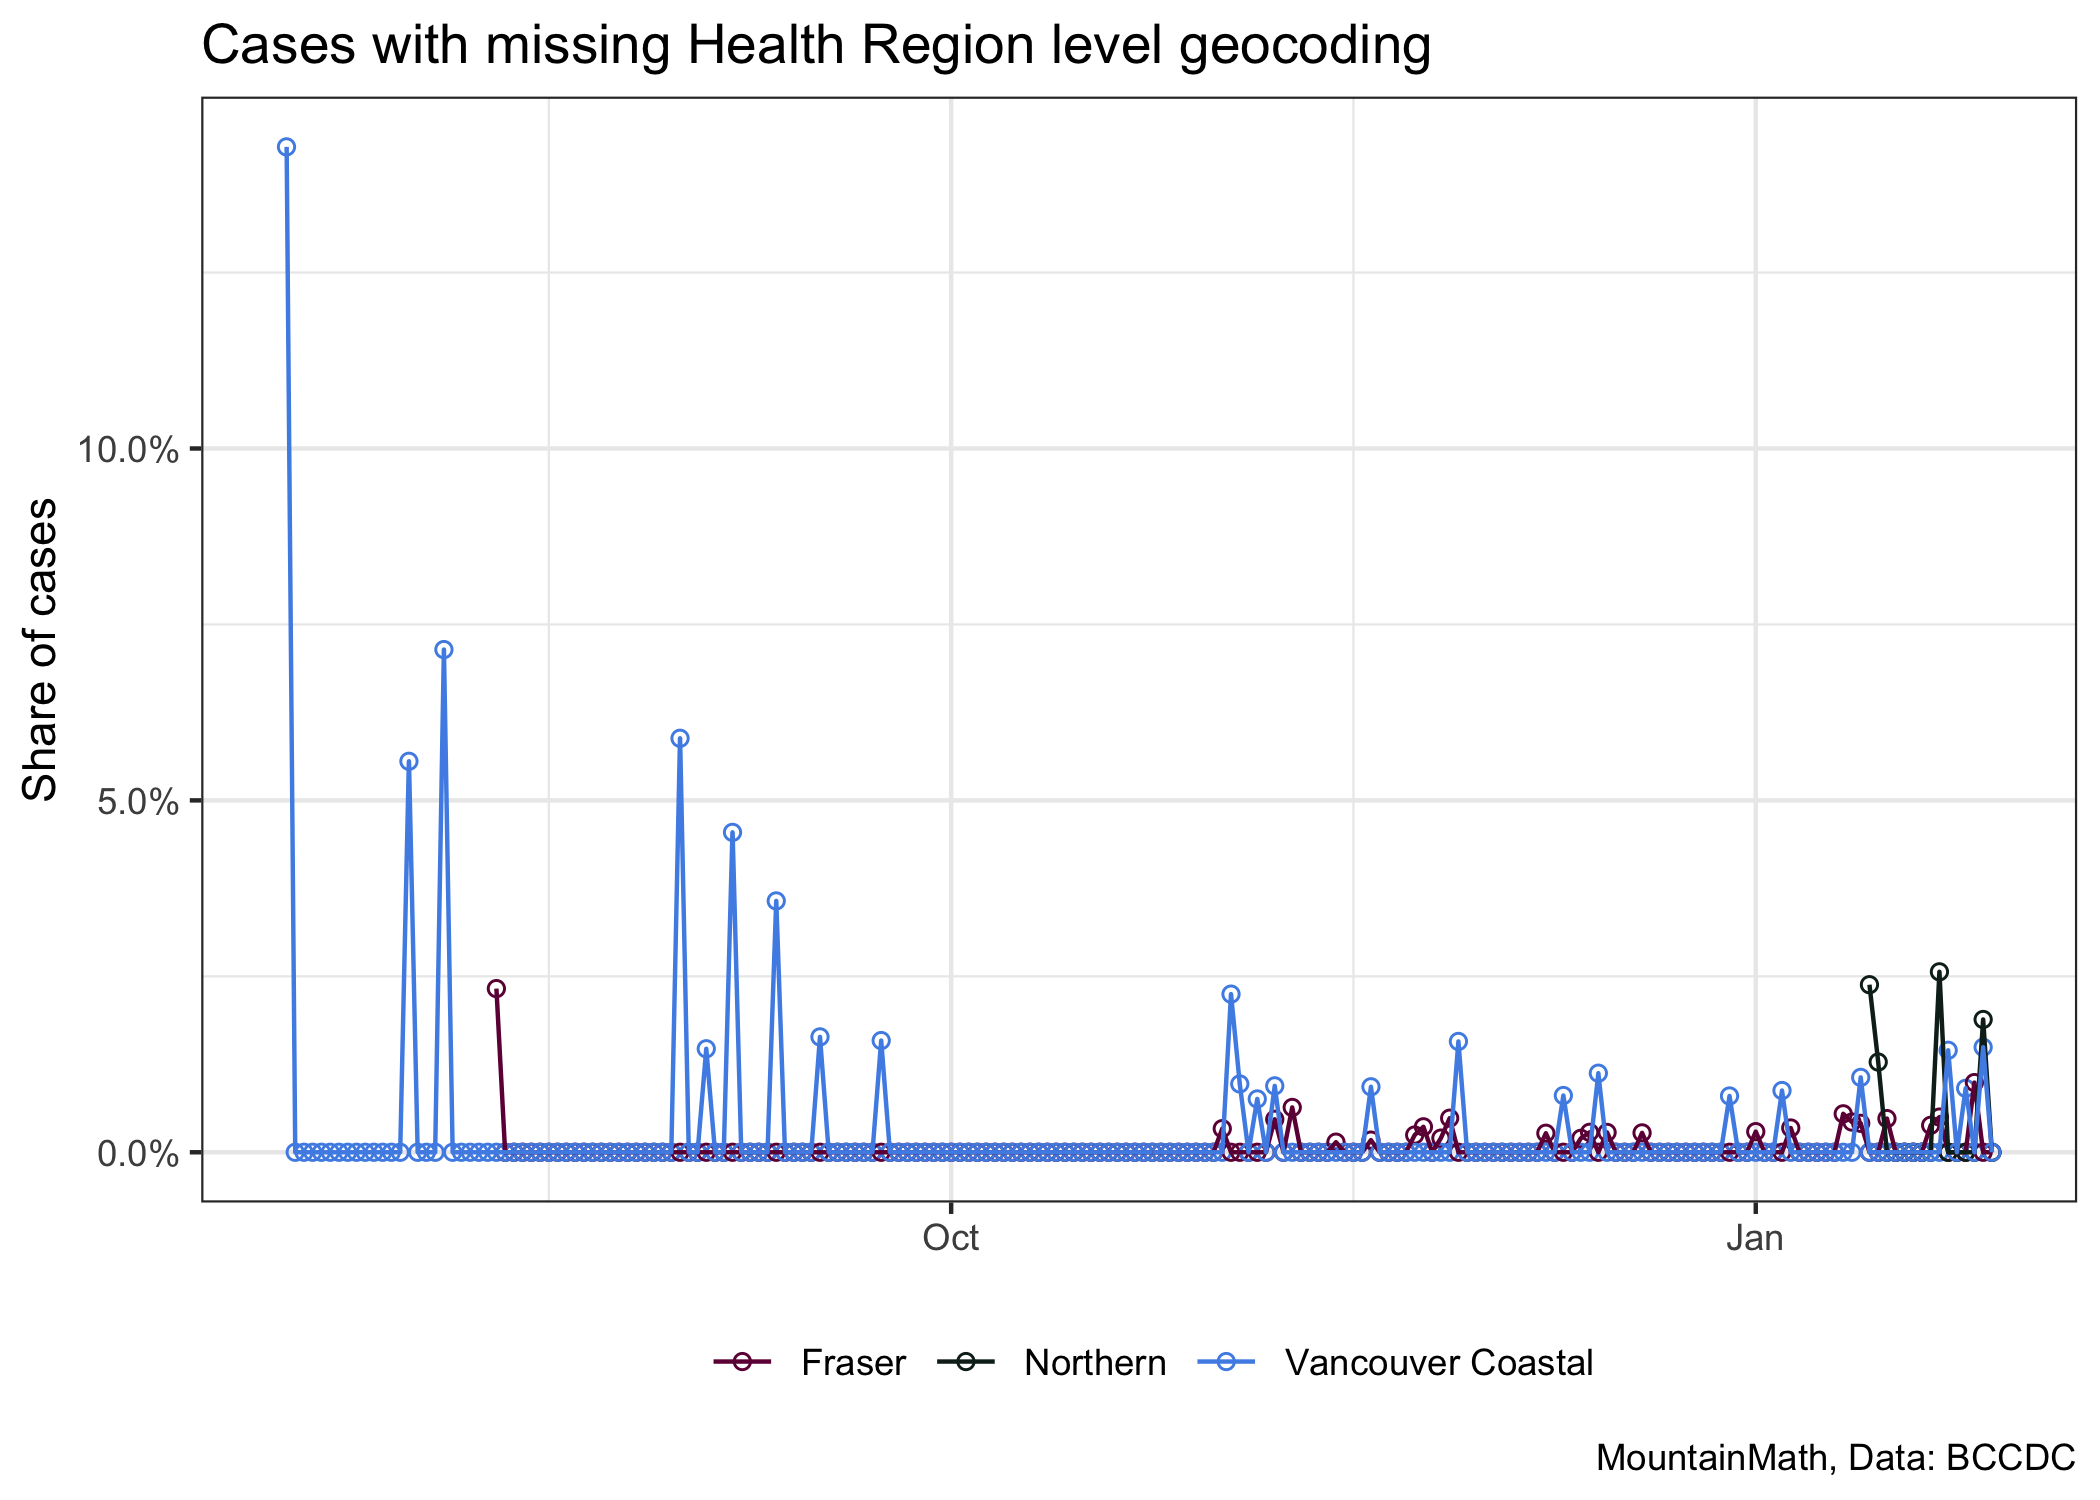 Cases with missing Health Region level geocoding
Share of cases
10.0%
5.0%
0.0%
Oct
Jan
Fraser
Northern
Vancouver Coastal
MountainMath, Data: BCCDC